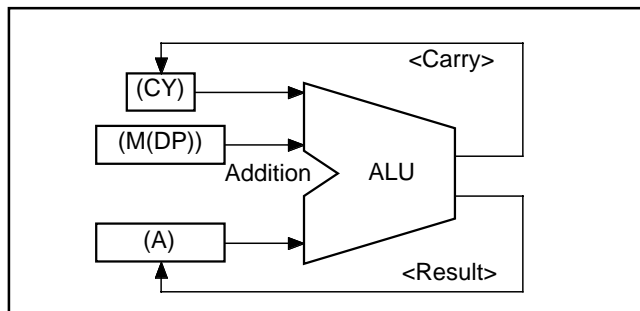 <Carry>
(CY)
(M(DP))
Addition
ALU
(A)
<Result>